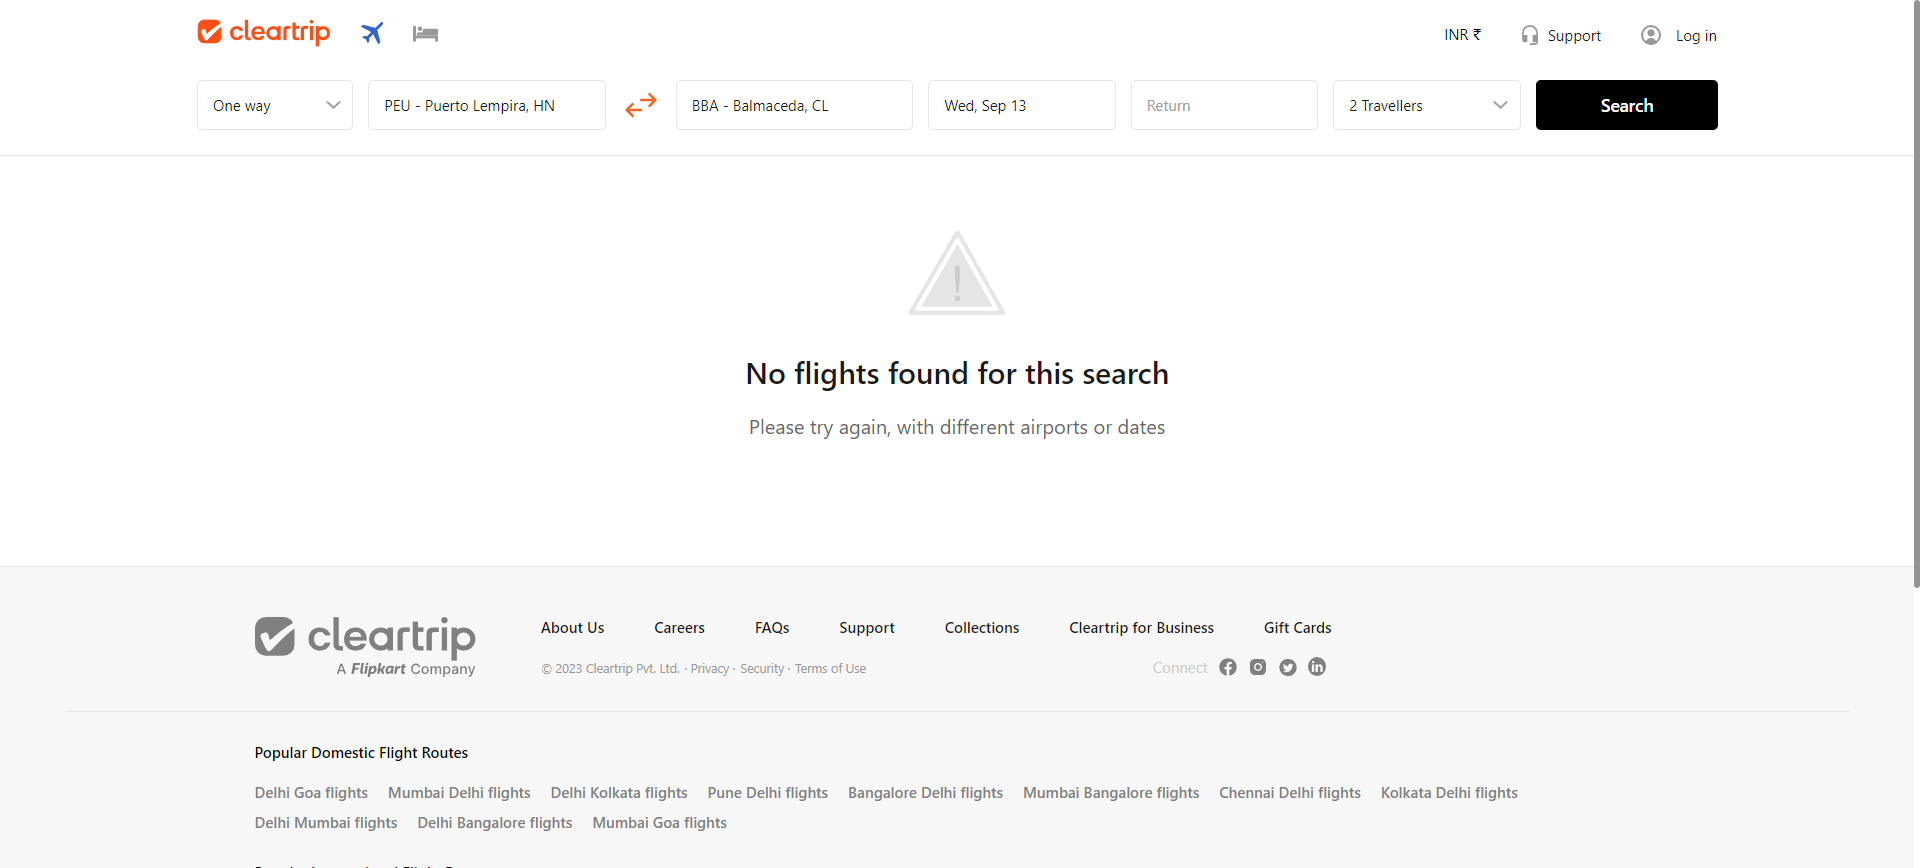 cleartrip
INR ₹
Support
Log in
One way
PEU - Puerto Lempira, HN
BBA - Balmaceda, CL
Wed, Sep 13
Return
2 Travellers
Search
No flights found for this search
Please try again, with different airports or dates
cleartrip
A Flipkart Company
About Us
Careers
FAQs
Support
Collections
Cleartrip for Business
Gift Cards
© 2023 Cleartrip Pvt. Ltd. · Privacy · Security · Terms of Use
Connect
Popular Domestic Flight Routes
Delhi Goa flights Mumbai Delhi flights Delhi Kolkata flights Pune Delhi flights Bangalore Delhi flights Mumbai Bangalore flights Chennai Delhi flights Kolkata Delhi flights
Delhi Mumbai flights Delhi Bangalore flights Mumbai Goa flights